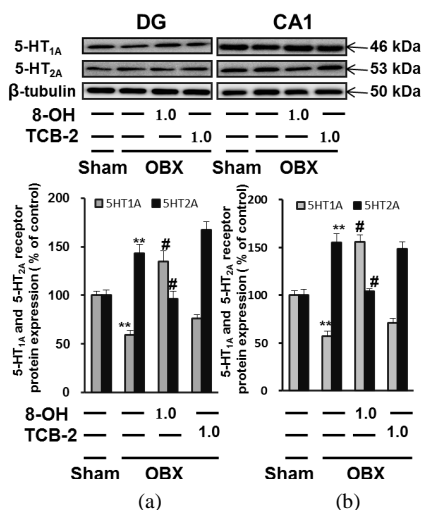 DG CA1
5-HT1A 46 kDa
5-HT2A 53 kDa
β-tubulin 50 kDa
8-OH — — 1.0 — — — 1.0 —
TCB-2 — — — 1.0 — — — 1.0
Sham OBX Sham OBX
5-HT1A and 5-HT2A receptor
protein expression ( % of control)
200
150
100
50
0
5HT1A 5HT2A
** ** # #
8-OH — — 1.0 —
TCB-2 — — — 1.0
Sham OBX
(a)
5-HT1A and 5-HT2A receptor
protein expression ( % of control)
200
150
100
50
0
5HT1A 5HT2A
** ** # #
— — 1.0 —
— — — 1.0
Sham OBX
(b)